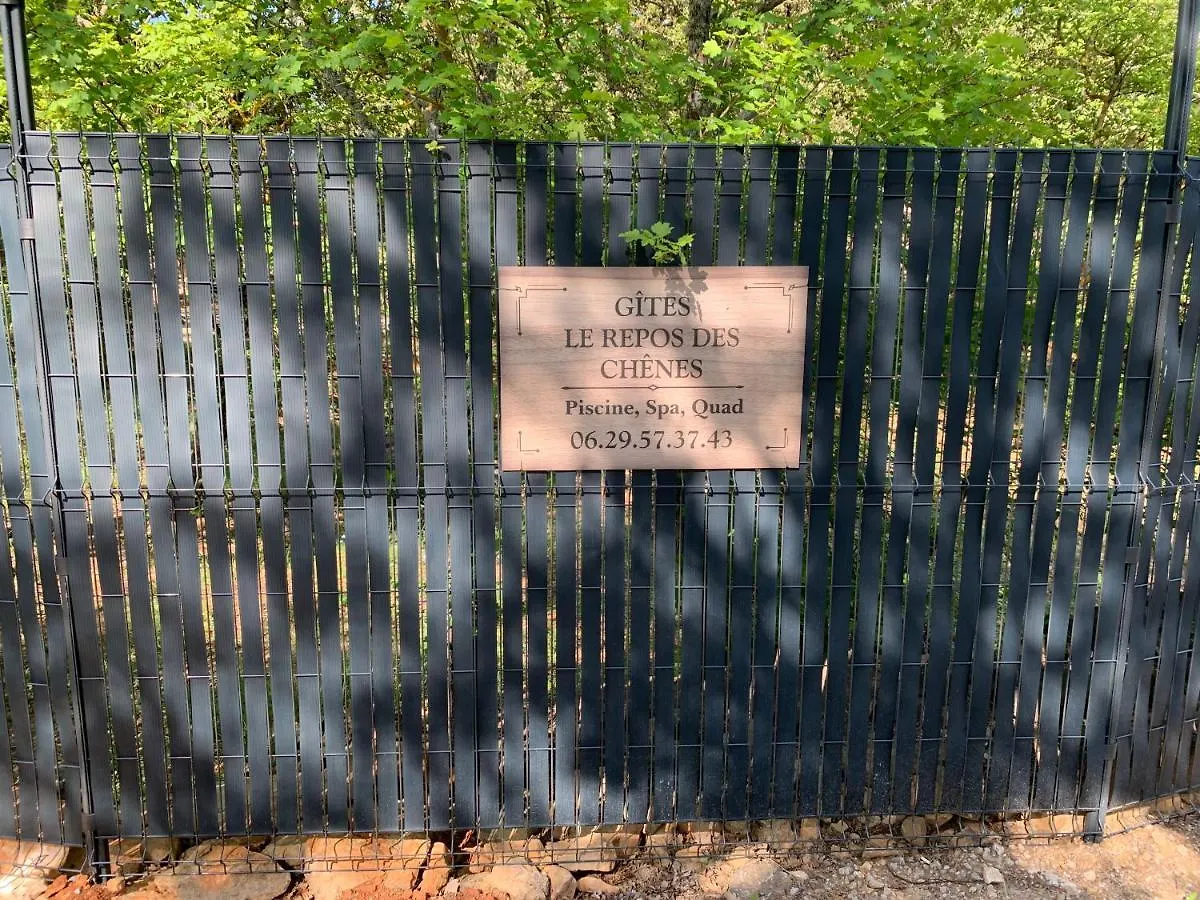 GÎTES
LE REPOS DES
CHÊNES
Piscine, Spa, Quad
06.29.57.37.43